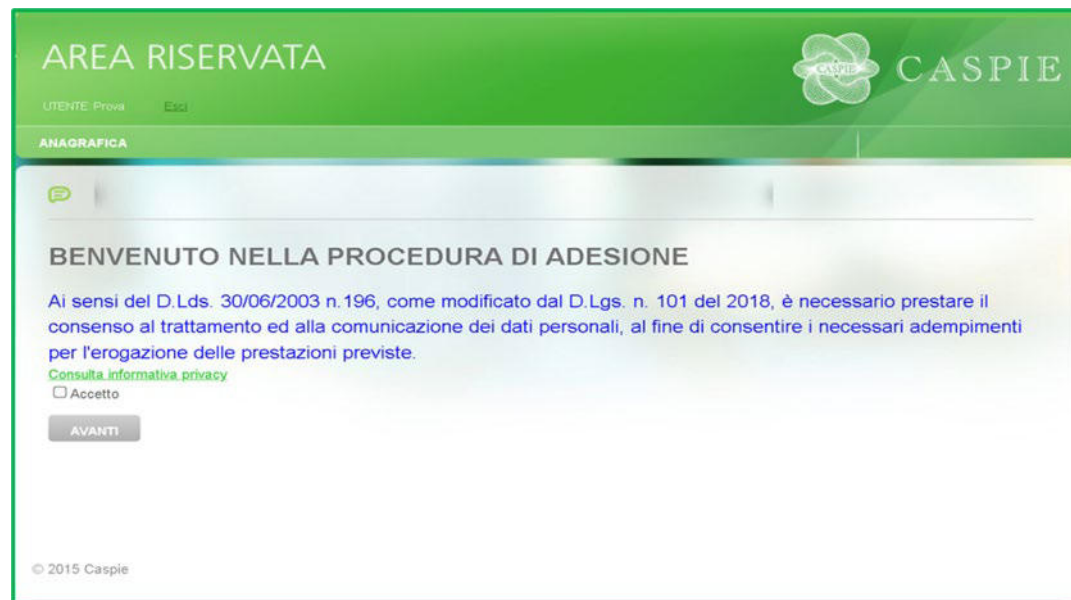 AREA RISERVATA
CASPIE
CASPIE
UTENTE: Prova Esci
ANAGRAFICA
BENVENUTO NELLA PROCEDURA DI ADESIONE
Ai sensi del D.Lds. 30/06/2003 n.196, come modificato dal D.Lgs. n. 101 del 2018, è necessario prestare il
consenso al trattamento ed alla comunicazione dei dati personali, al fine di consentire i necessari adempimenti
per l'erogazione delle prestazioni previste.
Consulta informativa privacy
Accetto
AVANTI
© 2015 Caspie